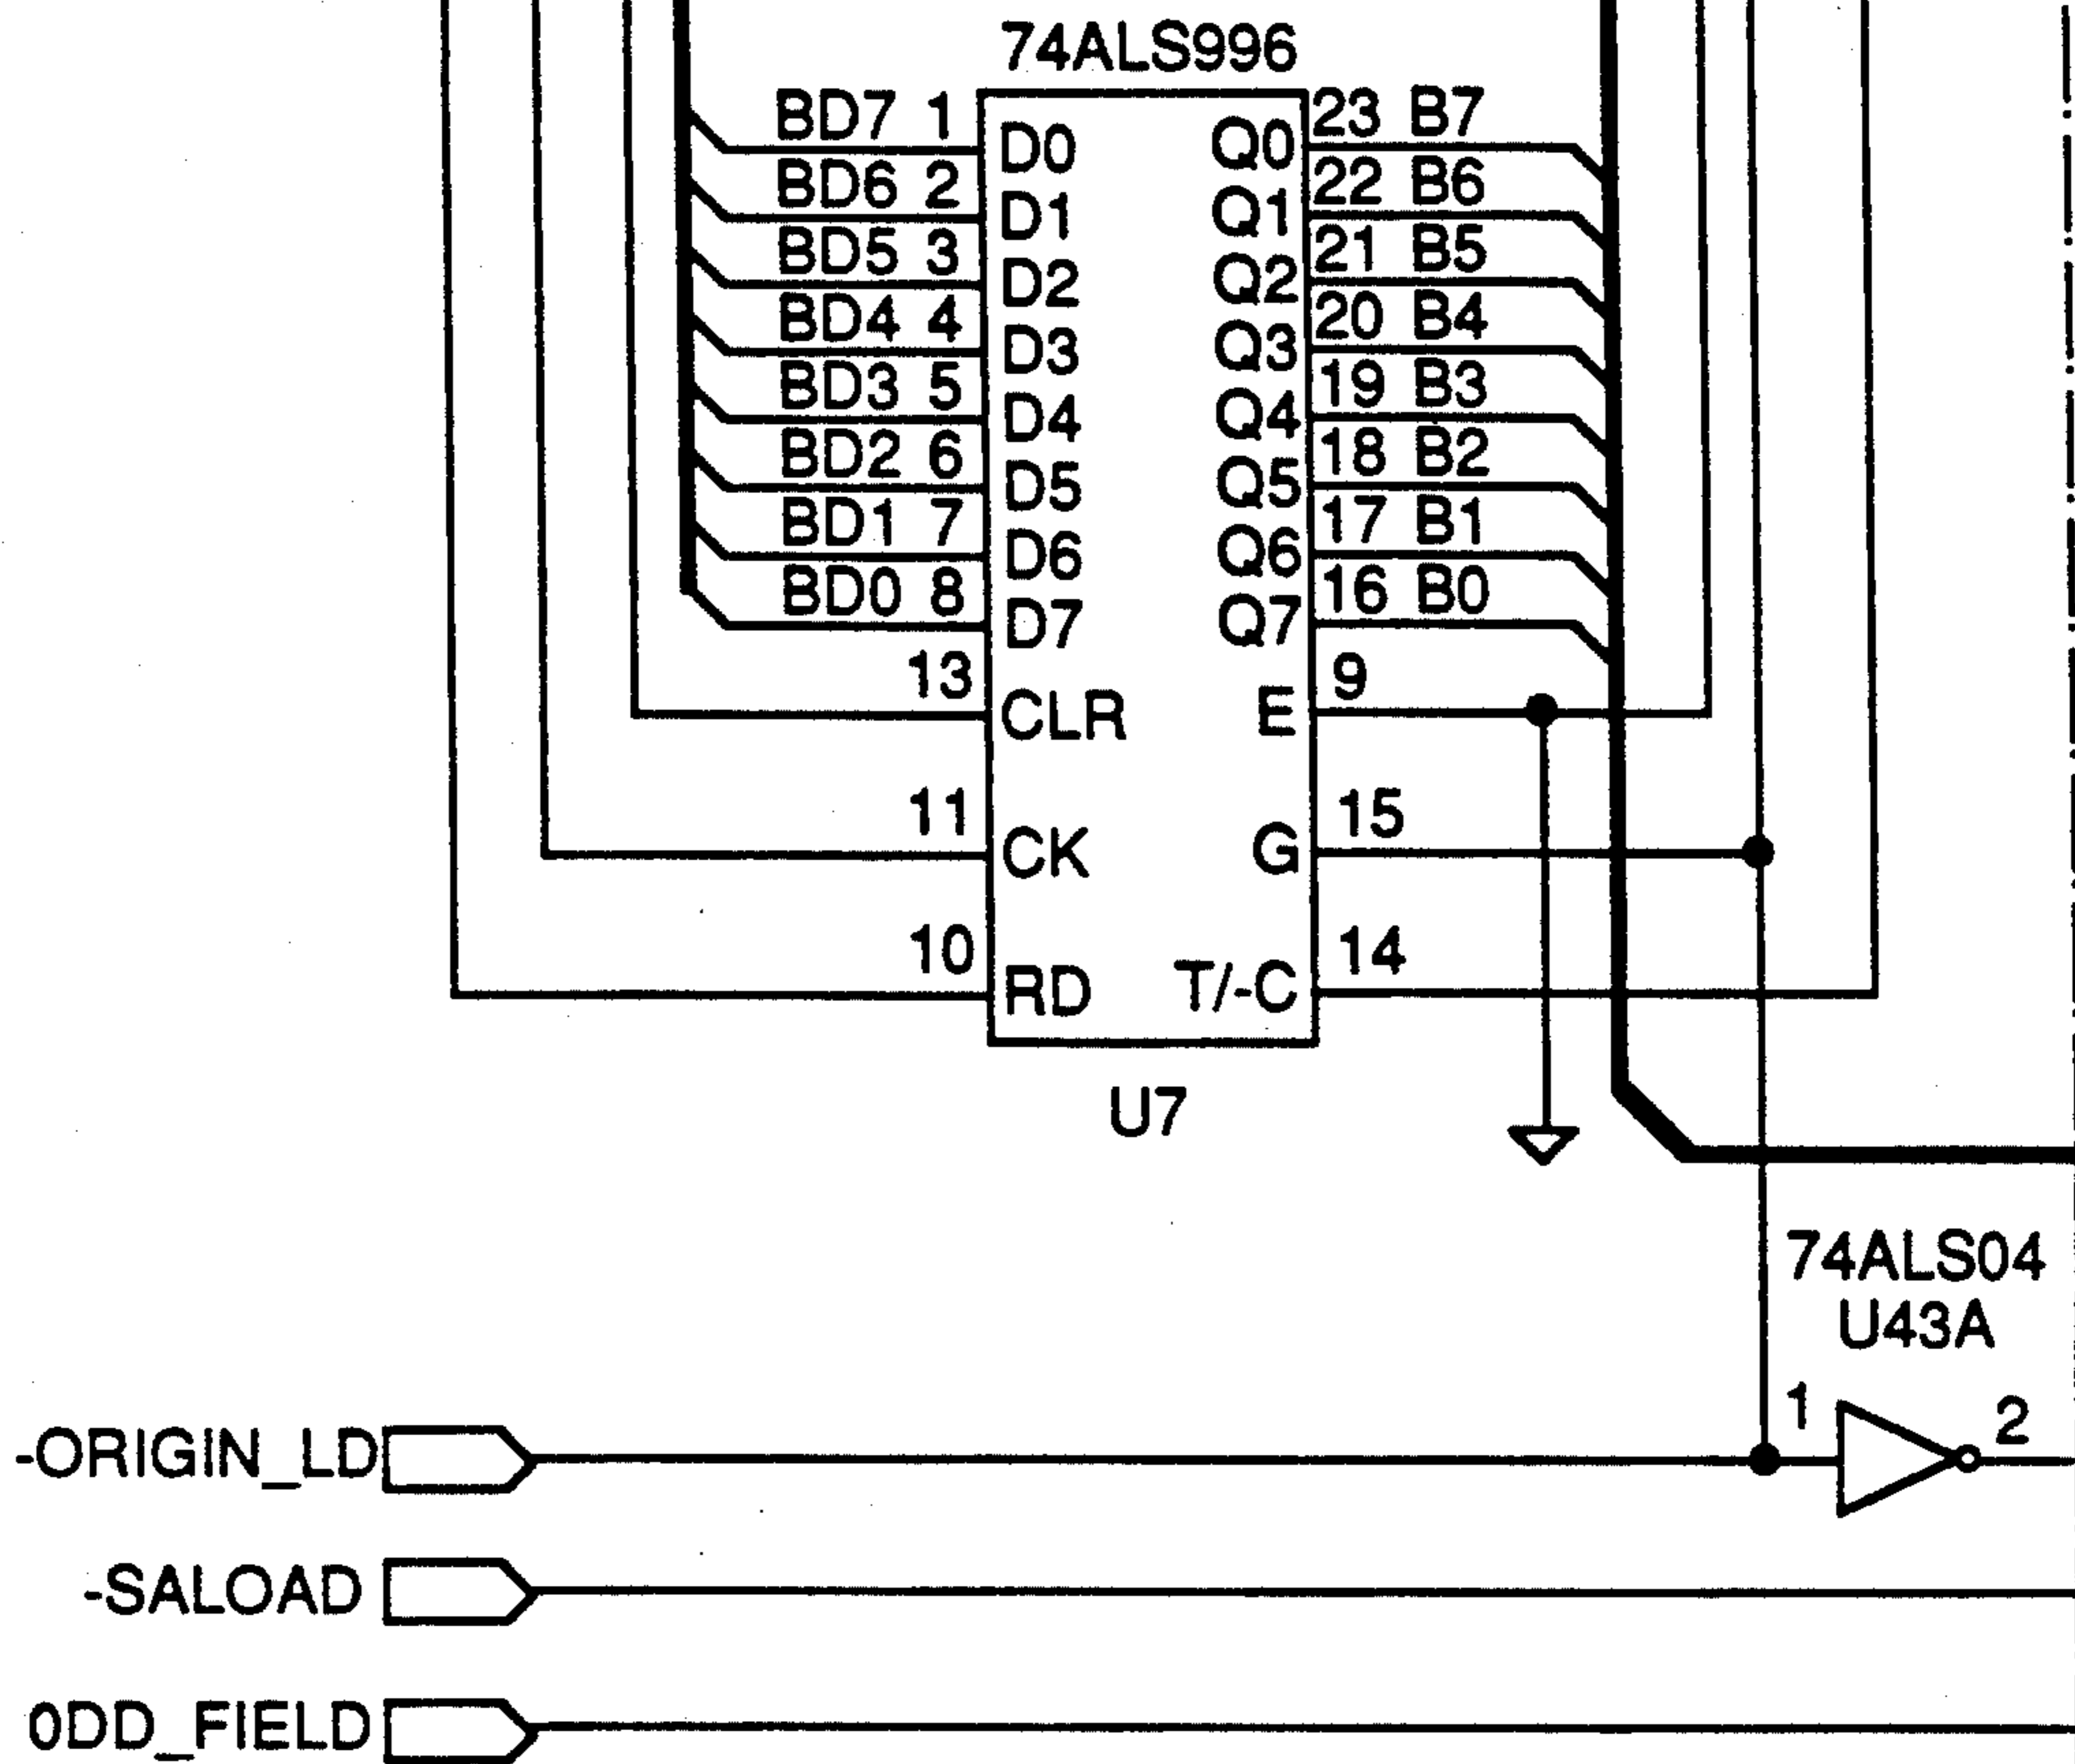 74ALS996
BD7 1 D0 Q0 23 B7
BD6 2 D1 Q1 22 B6
BD5 3 D2 Q2 21 B5
BD4 4 D3 Q3 20 B4
BD3 5 D4 Q4 19 B3
BD2 6 D5 Q5 18 B2
BD1 7 D6 Q6 17 B1
BD0 8 D7 Q7 16 B0
13 CLR E 9
11 CK G 15
10 RD T/-C 14
U7
74ALS04
U43A
-ORIGIN_LD 1 2
-SALOAD
0DD_FIELD